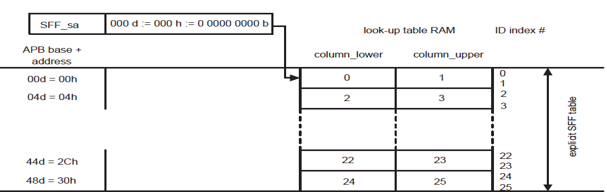 SFF_sa 000 d := 000 h := 0 0000 0000 b look-up table RAM ID index #
APB base + address column_lower column_upper
00d = 00h 0 1 0 1
04d = 04h 2 3 2 3
44d = 2Ch 22 23 22 23
48d = 30h 24 25 24 25
explicit SFF table